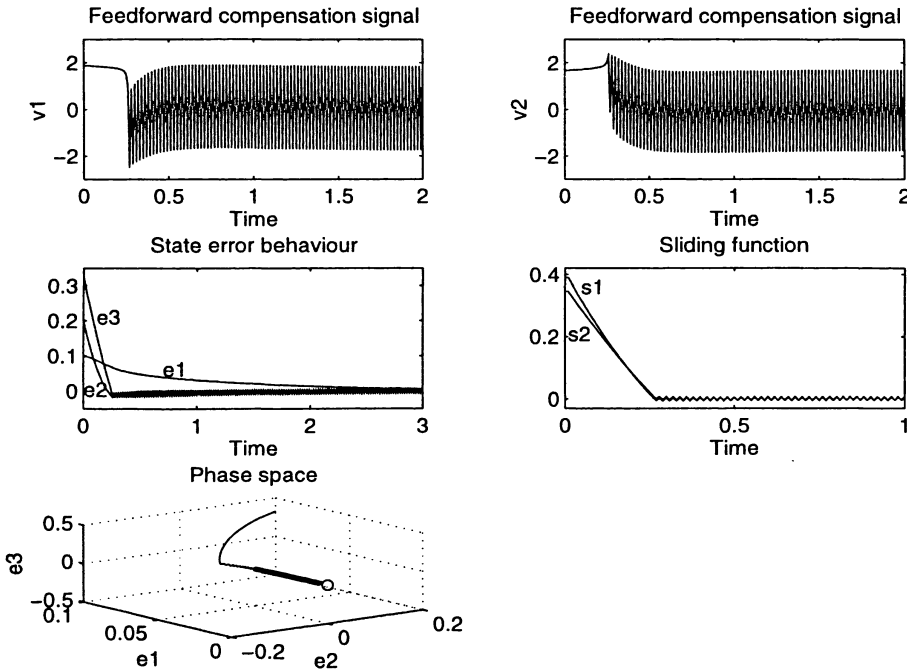 Feedforward compensation signal
v1
2
0
−2
0 0.5 1 1.5 2
Time
Feedforward compensation signal
v2
2
0
−2
0 0.5 1 1.5 2
Time
State error behaviour
0.3
0.2
0.1
0
e3
e1
e2
0 1 2 3
Time
Sliding function
0.4
0.2
0
s1
s2
0 0.5 1
Time
Phase space
e3
0.5
0
−0.5
0.1
0.05
0
e1
−0.2
0
0.2
e2